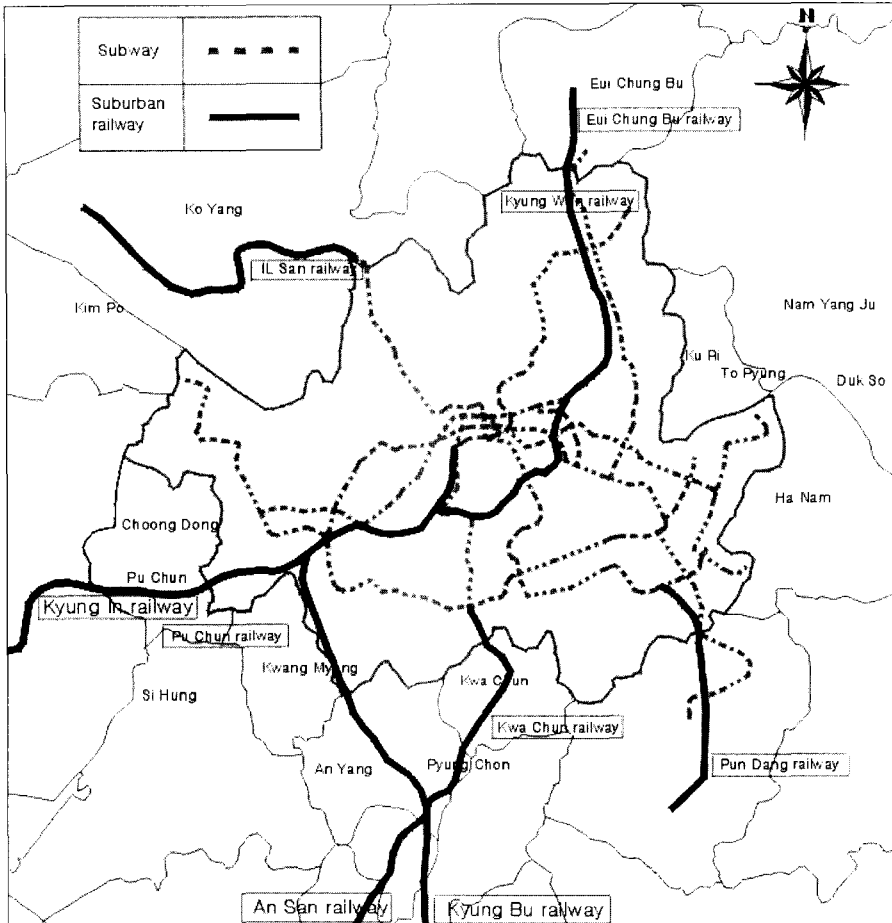 N
Subway
Suburban
railway
Eui Chung Bu
Eui Chung Bu railway
Kyung Won railway
Ko Yang
IL San railway
Kim Po
Nam Yang Ju
Ku Ri
To Pyung
Duk So
Ha Nam
Choong Dong
Pu Chun
Kyung In railway
Pu Chun railway
Kwang Myung
Si Hung
Kwa Chun
Kwa Chun railway
An Yang
Pyung Chon
Pun Dang railway
An San railway
Kyung Bu railway